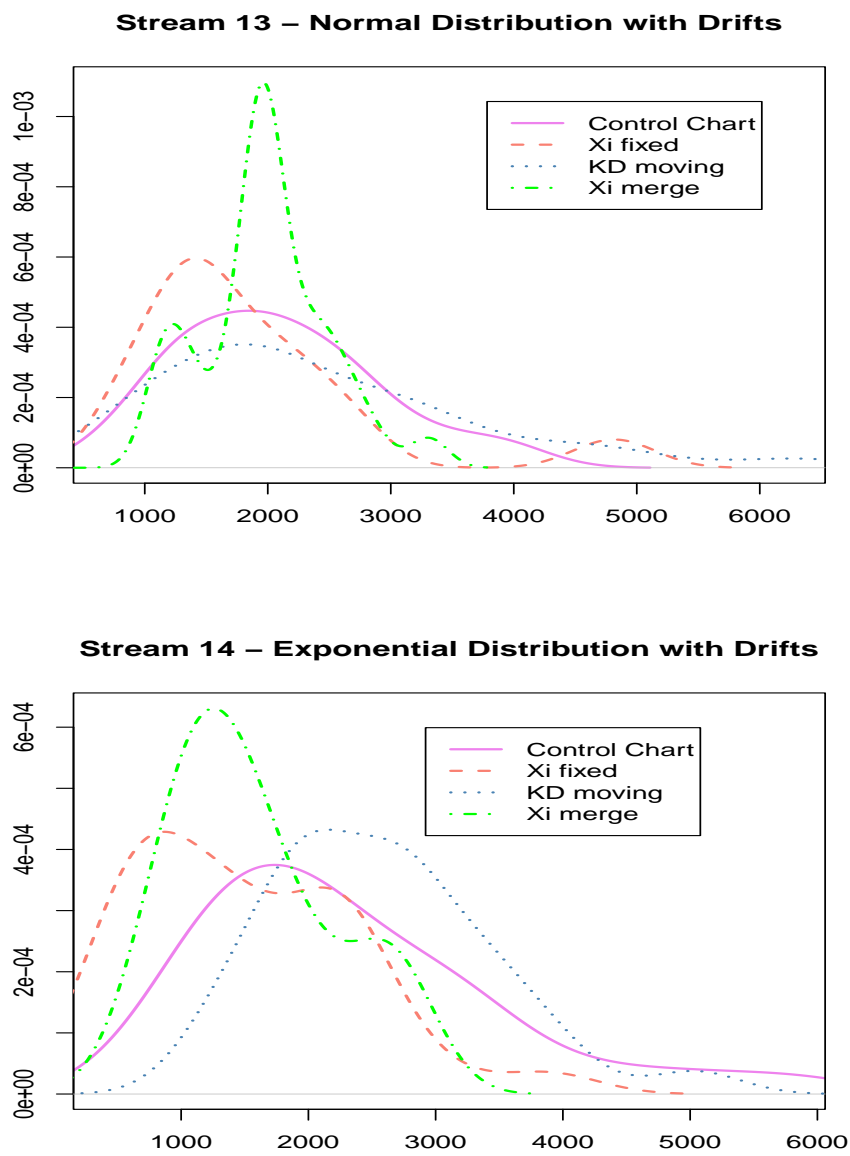 Stream 13 – Normal Distribution with Drifts
1e-03
8e-04
6e-04
4e-04
2e-04
0e+00
Control Chart
Xi fixed
KD moving
Xi merge
1000 2000 3000 4000 5000 6000
Stream 14 – Exponential Distribution with Drifts
6e-04
4e-04
2e-04
0e+00
Control Chart
Xi fixed
KD moving
Xi merge
1000 2000 3000 4000 5000 6000